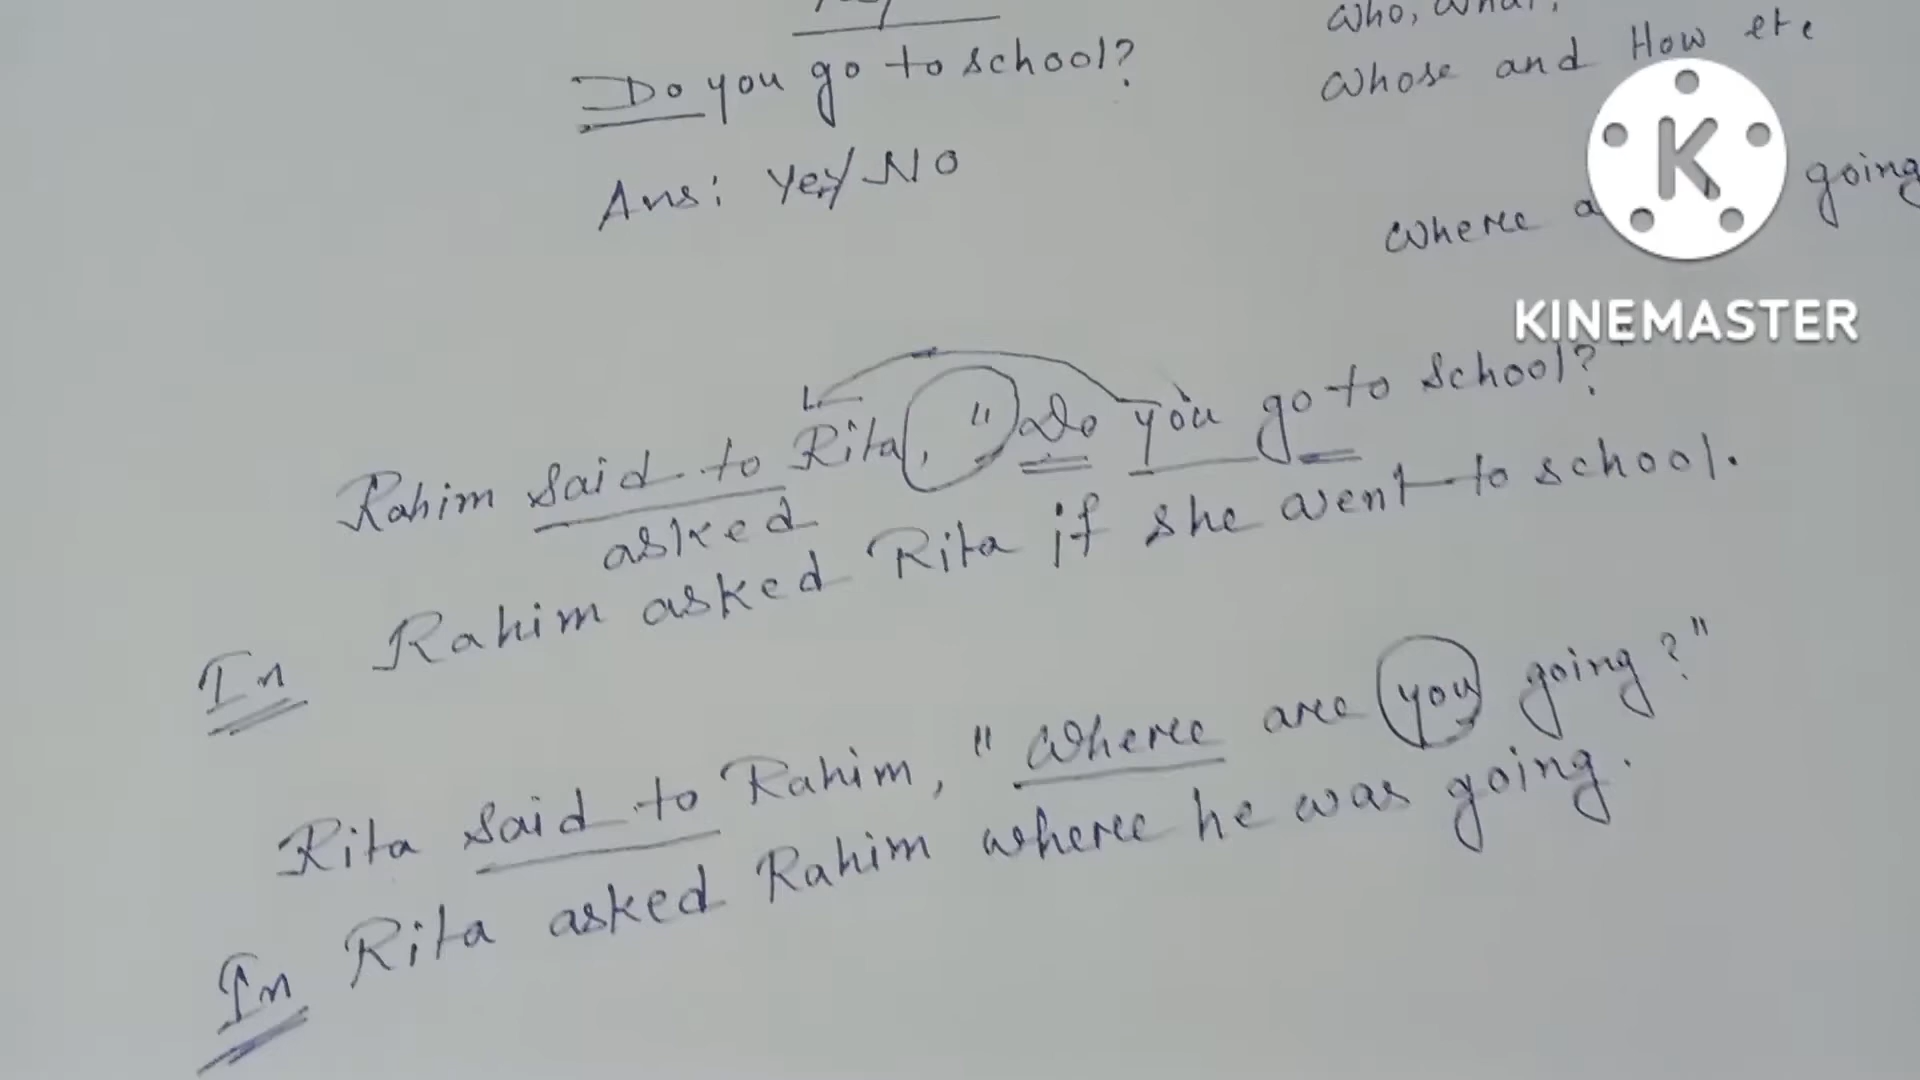 Do you go to school?
Ans: Yes/No
Who, What,
Whose and How etc
Where going
KINEMASTER
Rahim said to Rita, "Do you go to school?"
asked
In Rahim asked Rita if she went to school.
Rita said to Rahim, "Where are you going?"
In Rita asked Rahim where he was going.